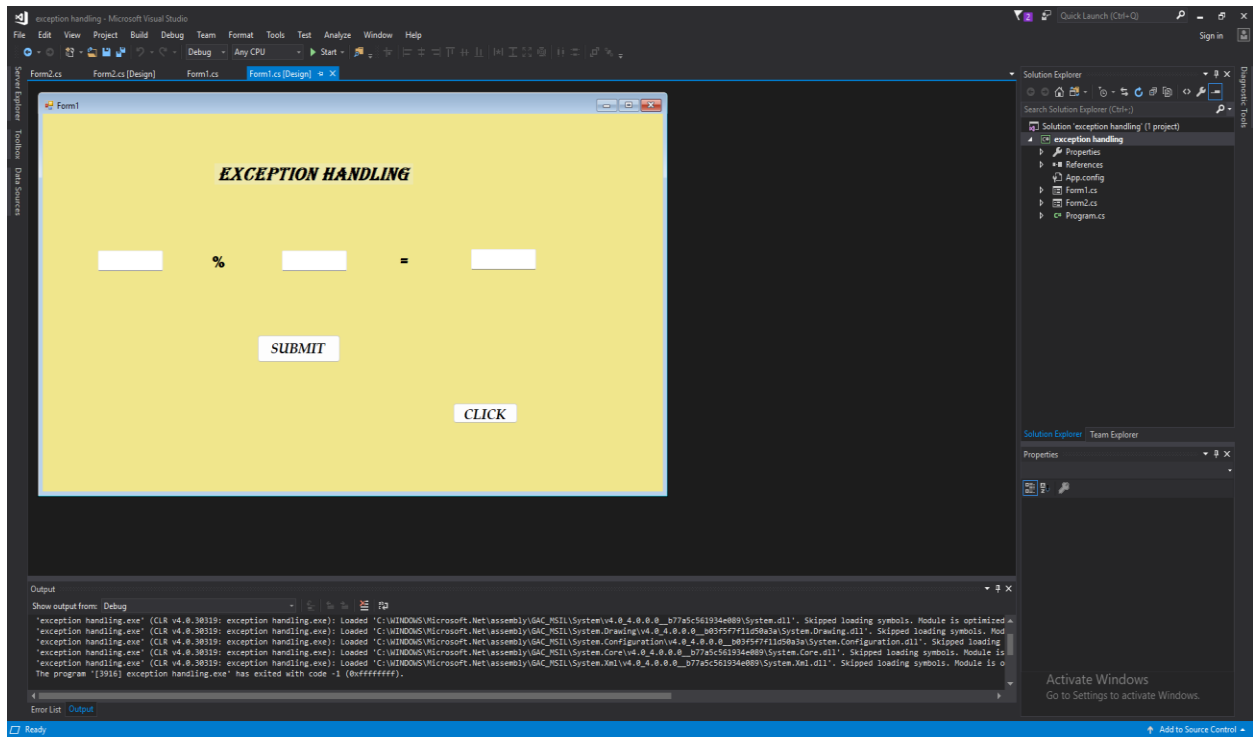 exception handling - Microsoft Visual Studio
2
Quick Launch (Ctrl+Q)
File Edit View Project Build Debug Team Format Tools Test Analyze Window Help
Sign in
Debug Any CPU Start
Form2.cs Form2.cs [Design] Form1.cs Form1.cs [Design]
Server Explorer
Toolbox
Data Sources
Form1
EXCEPTION HANDLING
% =
SUBMIT
CLICK
Solution Explorer
Search Solution Explorer (Ctrl+;)
Solution 'exception handling' (1 project)
exception handling
Properties
References
App.config
Form1.cs
Form2.cs
Program.cs
Solution Explorer Team Explorer
Properties
Diagnostic Tools
Output
Show output from: Debug
'exception handling.exe' (CLR v4.0.30319: exception handling.exe): Loaded 'C:\WINDOWS\Microsoft.Net\assembly\GAC_MSIL\System\v4.0_4.0.0.0__b77a5c561934e089\System.dll'. Skipped loading symbols. Module is optimized
'exception handling.exe' (CLR v4.0.30319: exception handling.exe): Loaded 'C:\WINDOWS\Microsoft.Net\assembly\GAC_MSIL\System.Drawing\v4.0_4.0.0.0__b03f5f7f11d50a3a\System.Drawing.dll'. Skipped loading symbols. Mod
'exception handling.exe' (CLR v4.0.30319: exception handling.exe): Loaded 'C:\WINDOWS\Microsoft.Net\assembly\GAC_MSIL\System.Configuration\v4.0_4.0.0.0__b03f5f7f11d50a3a\System.Configuration.dll'. Skipped loading
'exception handling.exe' (CLR v4.0.30319: exception handling.exe): Loaded 'C:\WINDOWS\Microsoft.Net\assembly\GAC_MSIL\System.Core\v4.0_4.0.0.0__b77a5c561934e089\System.Core.dll'. Skipped loading symbols. Module is
'exception handling.exe' (CLR v4.0.30319: exception handling.exe): Loaded 'C:\WINDOWS\Microsoft.Net\assembly\GAC_MSIL\System.Xml\v4.0_4.0.0.0__b77a5c561934e089\System.Xml.dll'. Skipped loading symbols. Module is o
The program '[3916] exception handling.exe' has exited with code -1 (0xffffffff).
Activate Windows
Go to Settings to activate Windows.
Error List Output
Ready
Add to Source Control